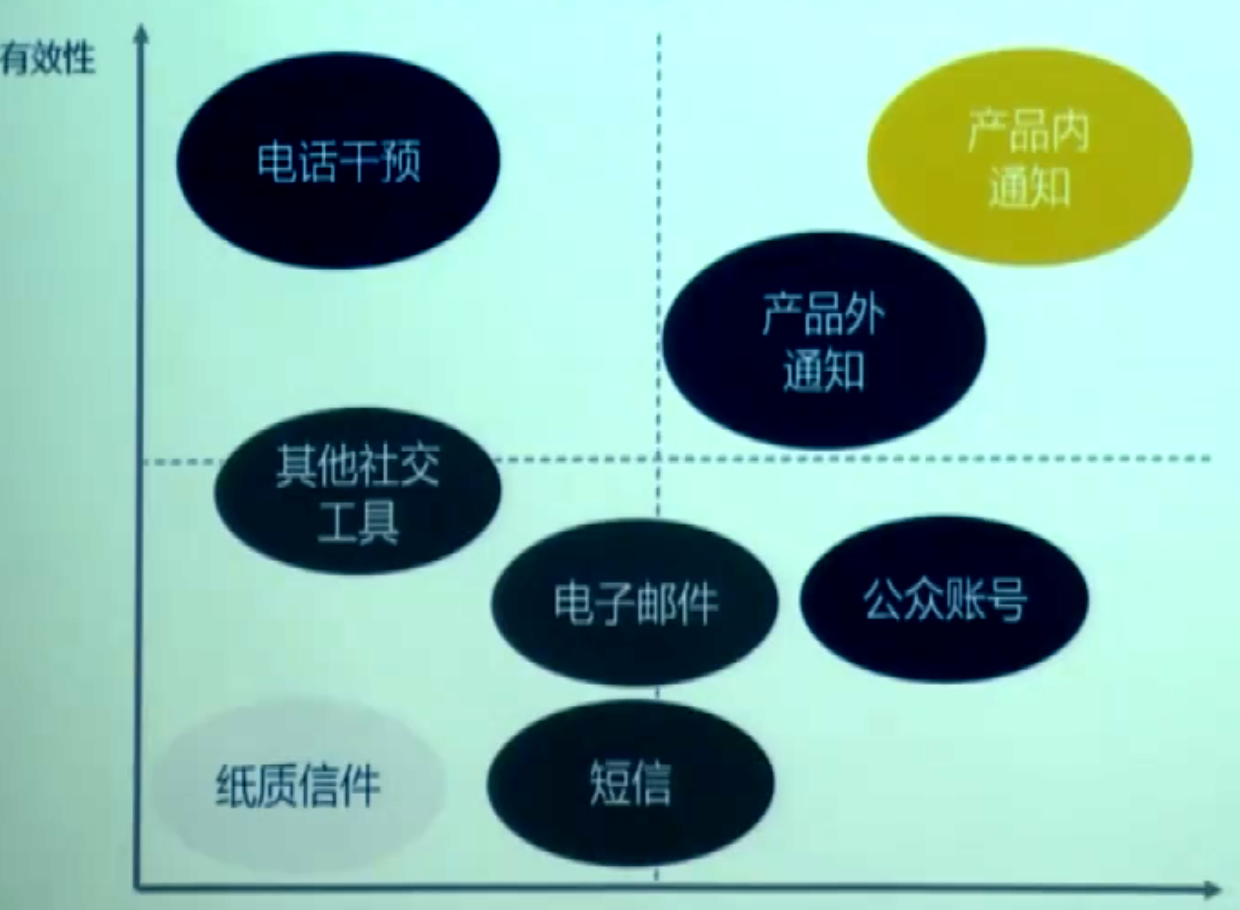 有效性
电话干预
产品内
通知
产品外
通知
其他社交
工具
电子邮件
公众账号
纸质信件
短信